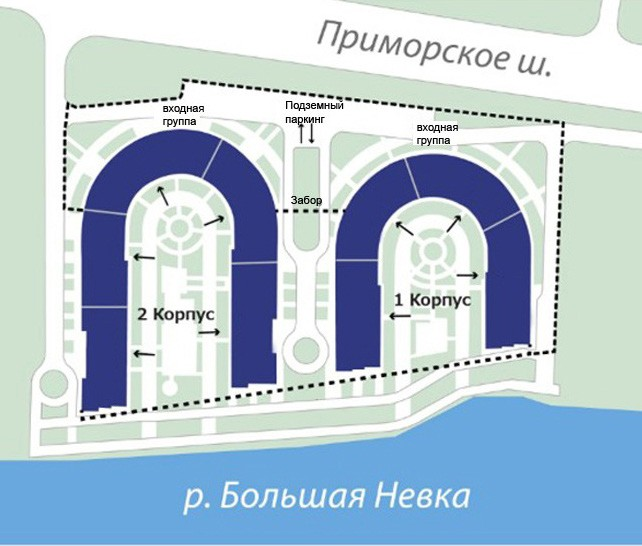 Приморское ш.
входная
группа
Подземный
паркинг
входная
группа
Забор
2 Корпус
1 Корпус
р. Большая Невка